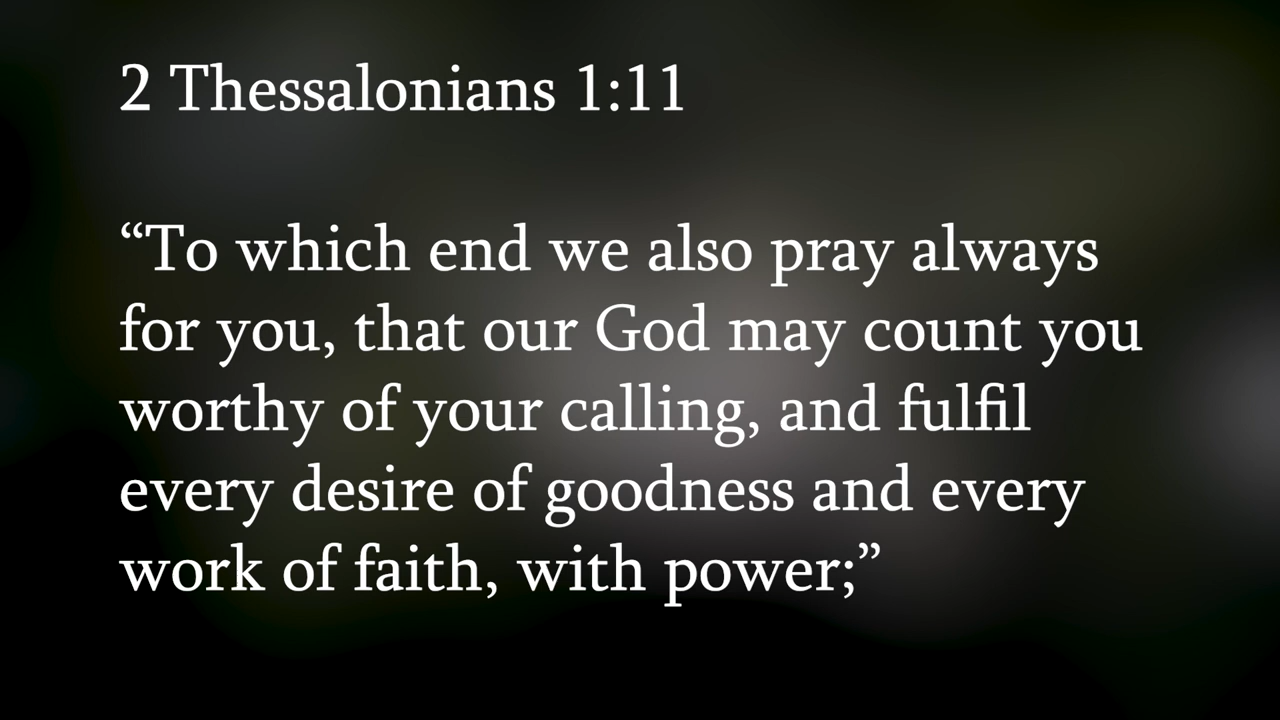 2 Thessalonians 1:11
“To which end we also pray always
for you, that our God may count you
worthy of your calling, and fulfil
every desire of goodness and every
work of faith, with power;”